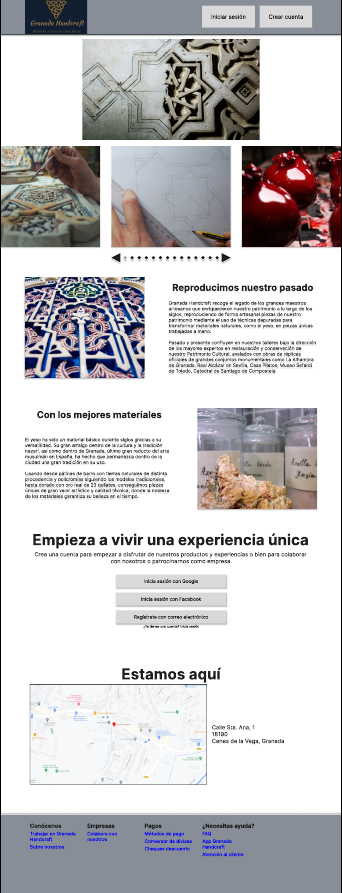 Granada Handcraft
Iniciar sesión
Crear cuenta
Reproducimos nuestro pasado
Granada Handcraft recoge el legado de los grandes maestros
artesanos que enriquecieron nuestro patrimonio a lo largo de los
siglos, reproduciendo de forma artesanal piezas de nuestro
patrimonio mediante el uso de técnicas depuradas para
transformar materiales naturales, como el yeso, en piezas únicas
trabajadas a mano.
Pasado y presente confluyen en nuestros talleres bajo la dirección
de los mayores expertos en restauración y conservación de
nuestro Patrimonio Cultural, avalados con obras de réplicas
oficiales de grandes conjuntos monumentales como La Alhambra
de Granada, Real Alcázar en Sevilla, Casa Pilatos, Museo Sefardí
de Toledo, Catedral de Santiago de Compostela
Con los mejores materiales
El yeso ha sido un material básico durante siglos gracias a su
versatilidad. Su gran arraigo dentro de la cultura y la tradición
nazarí, así como dentro de Granada, último gran reducto del arte
musulmán en España, ha hecho que permanezca dentro de la
ciudad una gran tradición en su uso.
Usando desde pátinas de barro con tierras naturales de distinta
procedencia y policromías siguiendo los modelos tradicionales,
hasta dorado con oro real de 23 quilates, conseguimos piezas
únicas de gran valor artístico y calidad técnica, donde la nobleza
de los materiales garantiza su belleza en el tiempo.
Empieza a vivir una experiencia única
Crea una cuenta para empezar a disfrutar de nuestros productos y experiencias o bien para colaborar
con nosotros o patrocinarnos como empresa
Inicia sesión con Google
Inicia sesión con Facebook
Regístrate con correo electrónico
¿Ya tienes una cuenta? Inicia sesión
Estamos aquí
Calle Sta. Ana, 1
18190
Cenes de la Vega, Granada
Conócenos
Trabajar en Granada
Handcraft
Sobre nosotros
Empresas
Colabora con
nosotros
Pagos
Métodos de pago
Conversor de divisas
Cheques descuento
¿Necesitas ayuda?
FAQ
App Granada
Handcraft
Atención al cliente